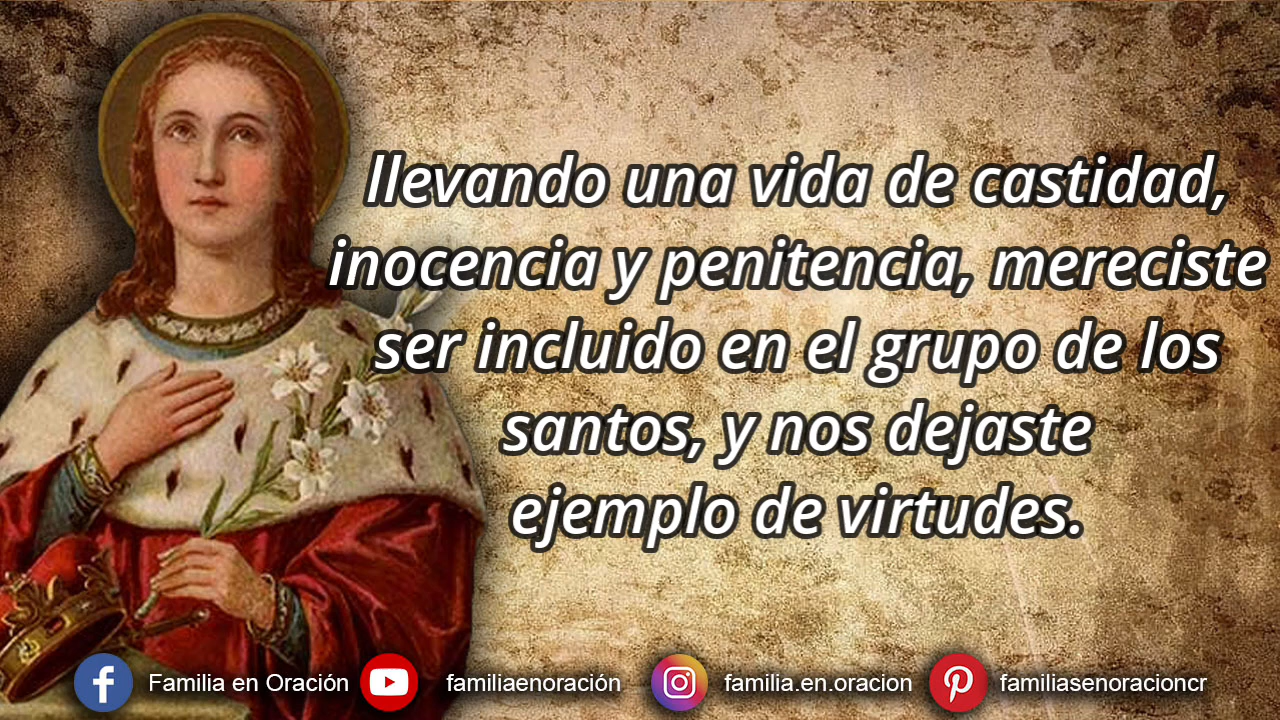 llevando una vida de castidad,
inocencia y penitencia, mereciste
ser incluido en el grupo de los
santos, y nos dejaste
ejemplo de virtudes.
Familia en Oración familiaenoración familia.en.oracion familiasenoracioncr